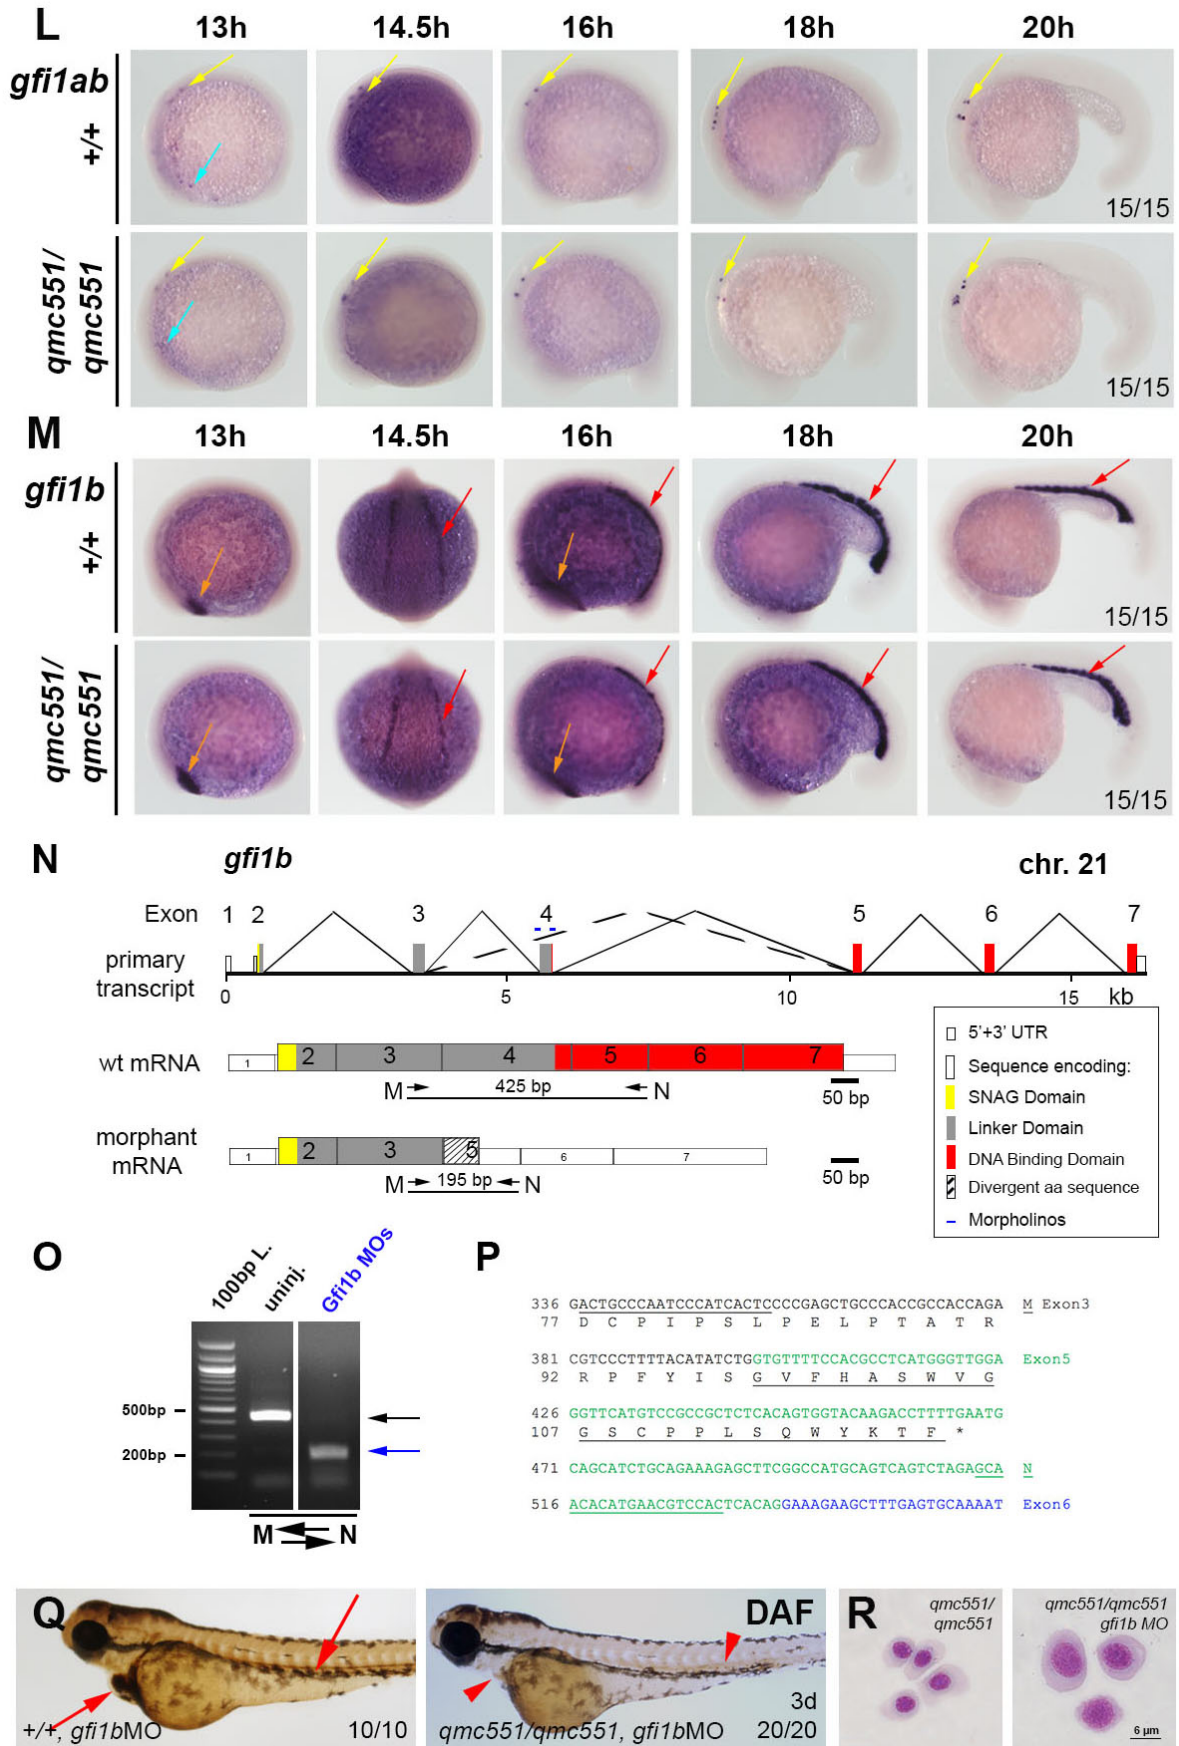 L 13h 14.5h 16h 18h 20h
gfi1ab
+/+
15/15
qmc551/
qmc551
15/15
M 13h 14.5h 16h 18h 20h
gfi1b
+/+
15/15
qmc551/
qmc551
15/15
N gfi1b chr. 21
Exon 1 2 3 4 5 6 7
primary
transcript
0 5 10 15 kb
wt mRNA 1 2 3 4 5 6 7
M 425 bp N 50 bp
morphant
mRNA 1 2 3 5 6 7
M 195 bp N 50 bp
5'+3' UTR
Sequence encoding:
SNAG Domain
Linker Domain
DNA Binding Domain
Divergent aa sequence
Morpholinos
O
100bp L. uninj. Gfi1b MOs
500bp
200bp
M N
P
336 GACTGCCCAATCCCATCACTCCCCGAGCTGCCCACCGCCACCAGA M Exon3
77 D C P I P S L P E L P T A T R
381 CGTCCCTTTTACATATCTGGTGTTTTCCACGCCTCATGGGTTGGA Exon5
92 R P F Y I S G V F H A S W V G
426 GGTTCATGTCCGCCGCTCTCACAGTGGTACAAGACCTTTTGAATG
107 G S C P P L S Q W Y K T F *
471 CAGCATCTGCAGAAAGAGCTTCGGCCATGCAGTCAGTCTAGAGCA N
516 ACACATGAACGTCCACTCACAGGAAAGAAGCTTTGAGTGCAAAAT Exon6
Q
+/+, gfi1bMO 10/10
DAF
3d
qmc551/qmc551, gfi1bMO 20/20
R
qmc551/
qmc551
qmc551/qmc551
gfi1b MO
6 µm